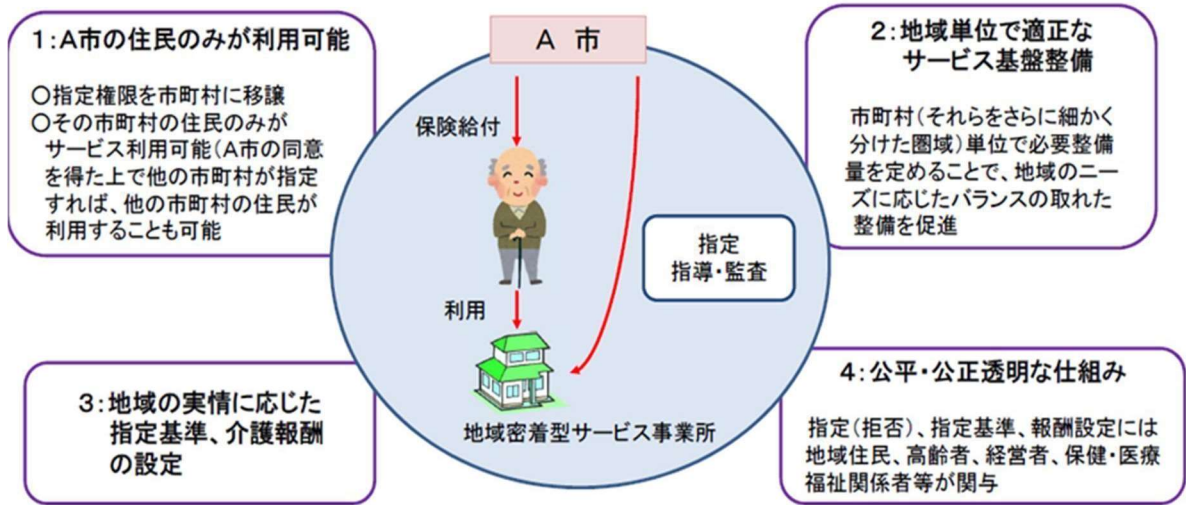 1:A市の住民のみが利用可能
○指定権限を市町村に移譲
○その市町村の住民のみが
サービス利用可能(A市の同意
を得た上で他の市町村が指定
すれば、他の市町村の住民が
利用することも可能
A 市
保険給付
利用
地域密着型サービス事業所
指定
指導・監査
2:地域単位で適正な
サービス基盤整備
市町村(それらをさらに細かく
分けた圏域)単位で必要整備
量を定めることで、地域のニー
ズに応じたバランスの取れた
整備を促進
3:地域の実情に応じた
指定基準、介護報酬
の設定
4:公平・公正透明な仕組み
指定(拒否)、指定基準、報酬設定には
地域住民、高齢者、経営者、保健・医療
福祉関係者等が関与